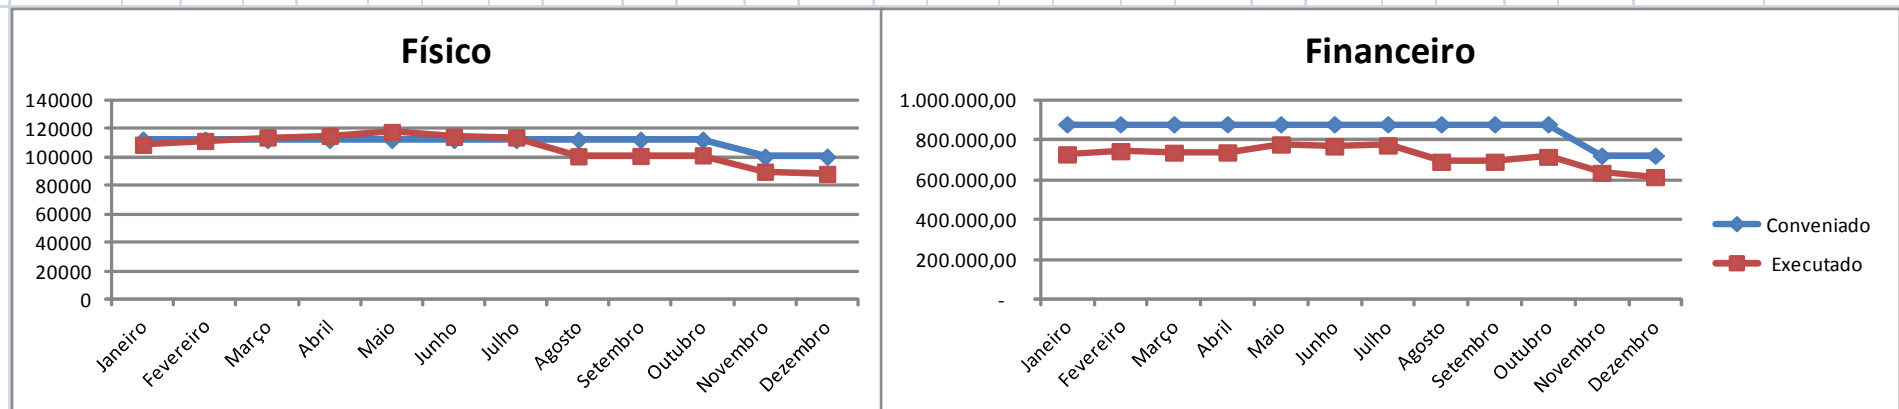 Físico
140000
120000
100000
80000
60000
40000
20000
0
Janeiro
Fevereiro
Março
Abril
Maio
Junho
Julho
Agosto
Setembro
Outubro
Novembro
Dezembro
Financeiro
1.000.000,00
800.000,00
600.000,00
400.000,00
200.000,00
-
Janeiro
Fevereiro
Março
Abril
Maio
Junho
Julho
Agosto
Setembro
Outubro
Novembro
Dezembro
Conveniado
Executado